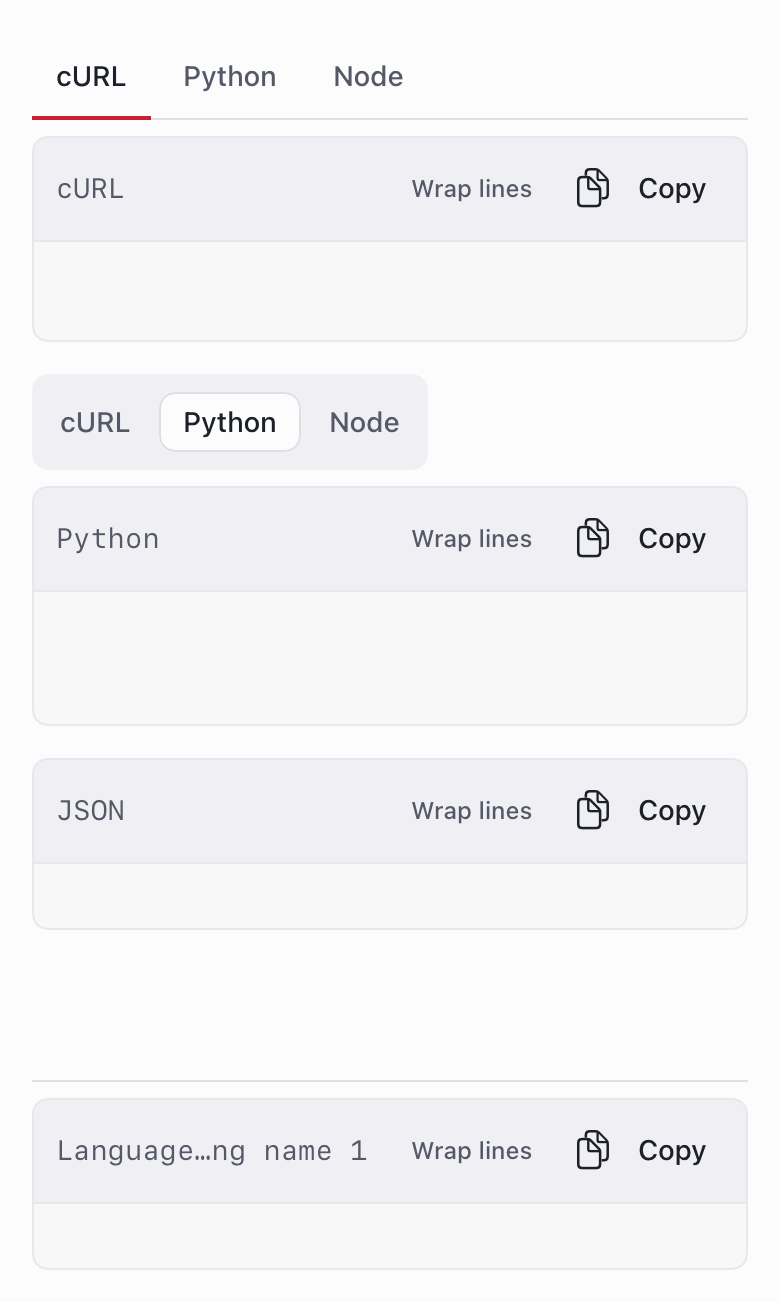 cURL Python Node
cURL Wrap lines Copy
cURL Python Node
Python Wrap lines Copy
JSON Wrap lines Copy
Language…ng name 1 Wrap lines Copy